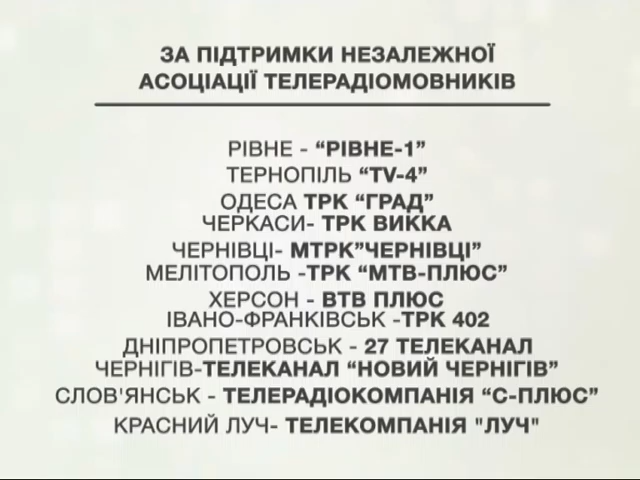 ЗА ПІДТРИМКИ НЕЗАЛЕЖНОЇ
АСОЦІАЦІЇ ТЕЛЕРАДІОМОВНИКІВ
РІВНЕ - “РІВНЕ-1”
ТЕРНОПІЛЬ “TV-4”
ОДЕСА ТРК “ГРАД”
ЧЕРКАСИ- ТРК ВИККА
ЧЕРНІВЦІ- МТРК”ЧЕРНІВЦІ”
МЕЛІТОПОЛЬ -ТРК “МТВ-ПЛЮС”
ХЕРСОН - ВТВ ПЛЮС
ІВАНО-ФРАНКІВСЬК -ТРК 402
ДНІПРОПЕТРОВСЬК - 27 ТЕЛЕКАНАЛ
ЧЕРНІГІВ-ТЕЛЕКАНАЛ “НОВИЙ ЧЕРНІГІВ”
СЛОВ'ЯНСЬК - ТЕЛЕРАДІОКОМПАНІЯ “С-ПЛЮС”
КРАСНИЙ ЛУЧ- ТЕЛЕКОМПАНІЯ "ЛУЧ"